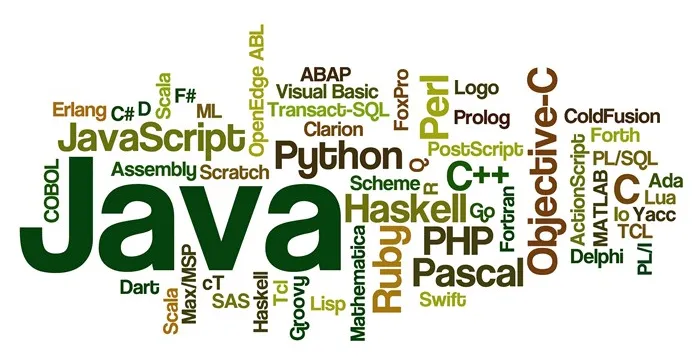 Erlang
C#
D
Scala
F#
ML
OpenEdge ABL
ABAP
Visual Basic
Transact-SQL
Clarion
FoxPro
Perl
Logo
Prolog
PostScript
Objective-C
ColdFusion
Forth
PL/SQL
ActionScript
MATLAB
C
Ada
Lua
Io
Yacc
TCL
PL/I
Delphi
JavaScript
Python
Q
COBOL
Assembly
Scratch
Scheme
R
C++
Java
Haskell
Go
Fortran
PHP
Pascal
Ruby
Mathematica
Swift
Dart
Scala
Max/MSP
cT
SAS
Haskell
Tcl
Groovy
Lisp